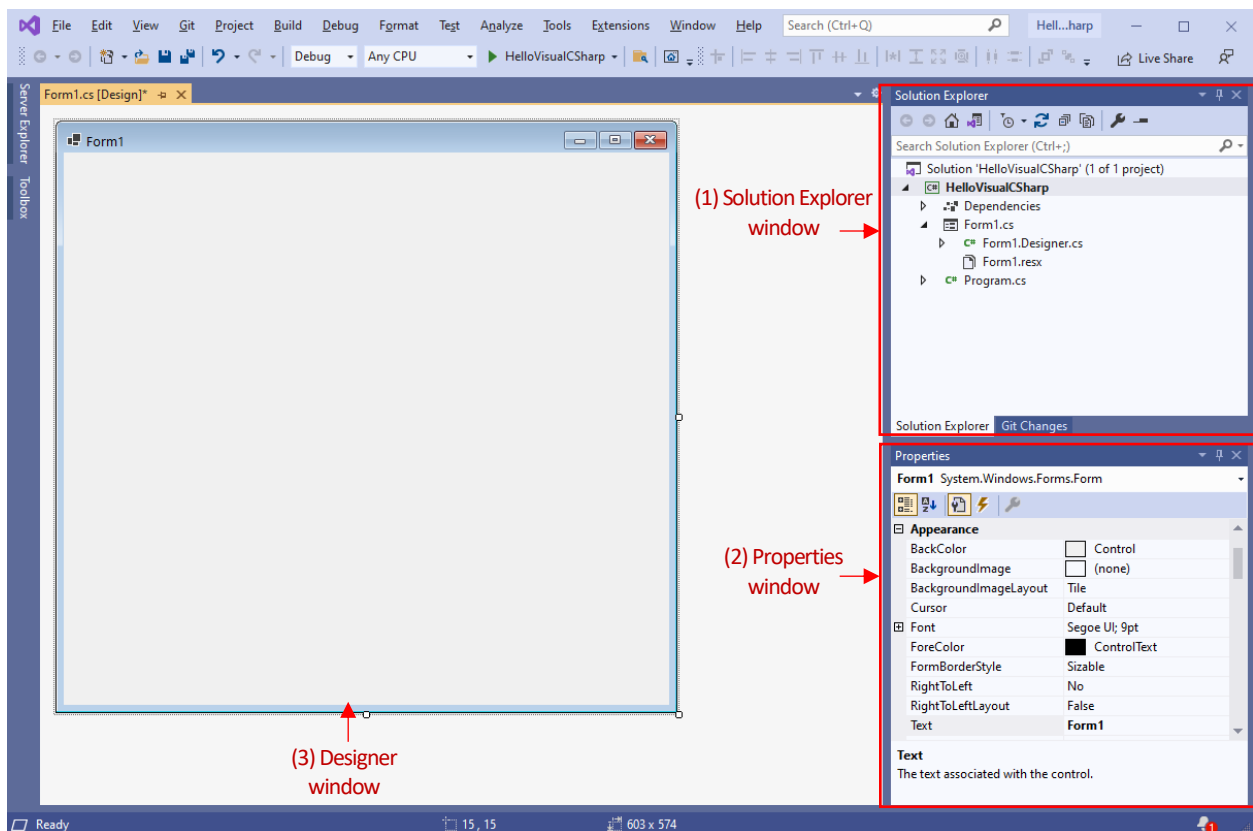 File Edit View Git Project Build Debug Format Test Analyze Tools Extensions Window Help Search (Ctrl+Q) Hell...harp
Debug Any CPU HelloVisualCSharp Live Share
Server Explorer
Toolbox
Form1.cs [Design]*
Form1
(3) Designer
window
(1) Solution Explorer
window
Solution Explorer
Search Solution Explorer (Ctrl+;)
Solution 'HelloVisualCSharp' (1 of 1 project)
C# HelloVisualCSharp
Dependencies
Form1.cs
C# Form1.Designer.cs
Form1.resx
C# Program.cs
Solution Explorer Git Changes
(2) Properties
window
Properties
Form1 System.Windows.Forms.Form
Appearance
BackColor Control
BackgroundImage (none)
BackgroundImageLayout Tile
Cursor Default
Font Segoe UI; 9pt
ForeColor ControlText
FormBorderStyle Sizable
RightToLeft No
RightToLeftLayout False
Text Form1
Text
The text associated with the control.
Ready 15 , 15 603 x 574 1